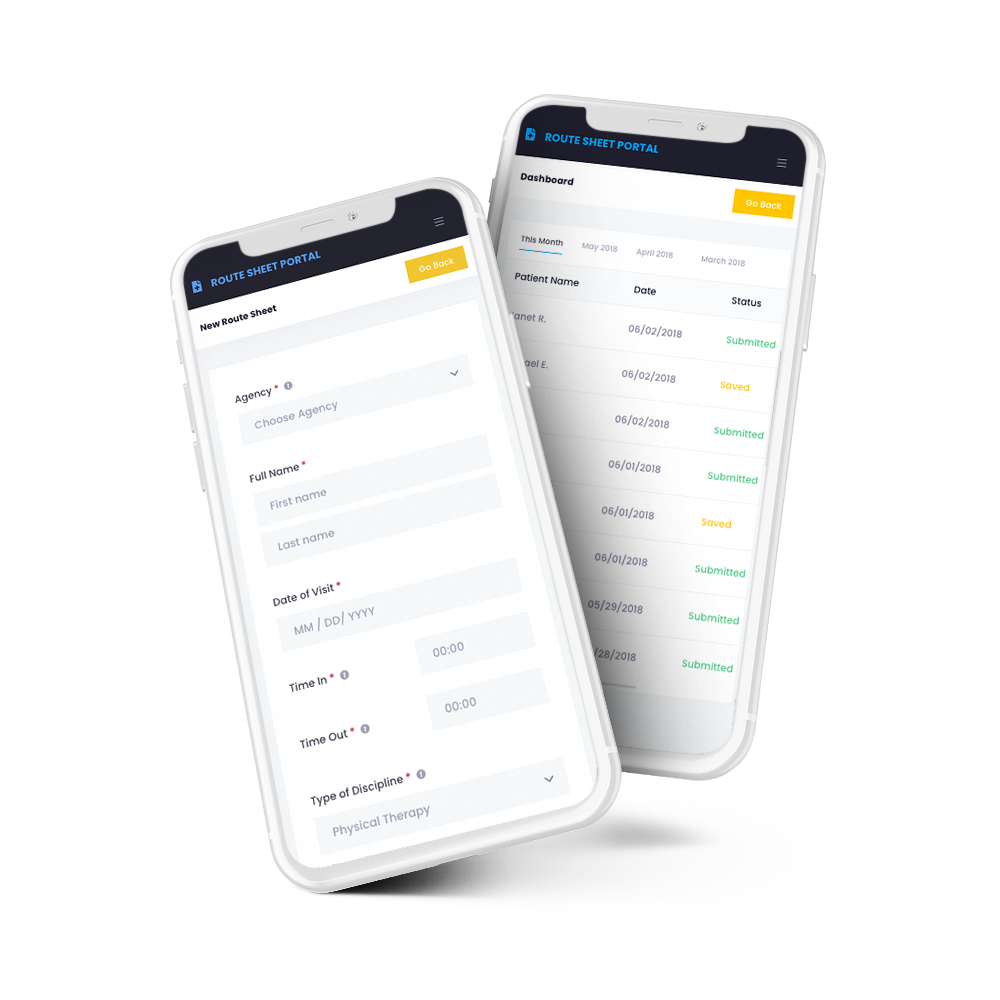 ROUTE SHEET PORTAL
Go Back
New Route Sheet
Agency *
Choose Agency
Full Name *
First name
Last name
Date of Visit *
MM / DD/ YYYY
Time In *
00:00
Time Out *
00:00
Type of Discipline *
Physical Therapy
ROUTE SHEET PORTAL
Dashboard
Go Back
This Month May 2018 April 2018 March 2018
Patient Name Date Status
anet R. 06/02/2018 Submitted
ael E. 06/02/2018 Saved
06/02/2018 Submitted
06/01/2018 Submitted
06/01/2018 Saved
06/01/2018 Submitted
05/29/2018 Submitted
/28/2018 Submitted